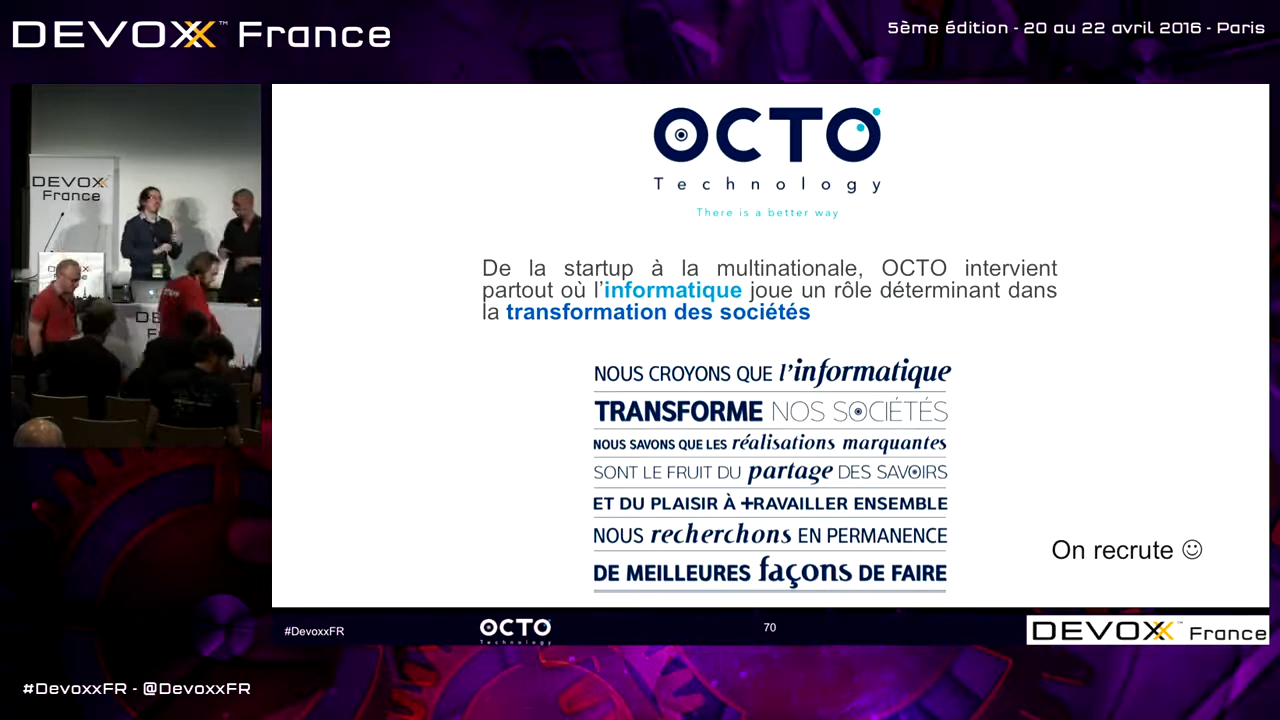 DEVOXX™ France
5ème édition - 20 au 22 avril 2016 - Paris
DEVOXX
France
OCTO
Technology
There is a better way
De la startup à la multinationale, OCTO intervient
partout où l'informatique joue un rôle déterminant dans
la transformation des sociétés
NOUS CROYONS QUE l'informatique
TRANSFORME NOS SOCIÉTÉS
NOUS SAVONS QUE LES réalisations marquantes
SONT LE FRUIT DU partage DES SAVOIRS
ET DU PLAISIR À TRAVAILLER ENSEMBLE
NOUS recherchons EN PERMANENCE
DE MEILLEURES façons DE FAIRE
On recrute ☺
#DevoxxFR
OCTO
Technology
70
DEVOXX™ France
#DevoxxFR - @DevoxxFR